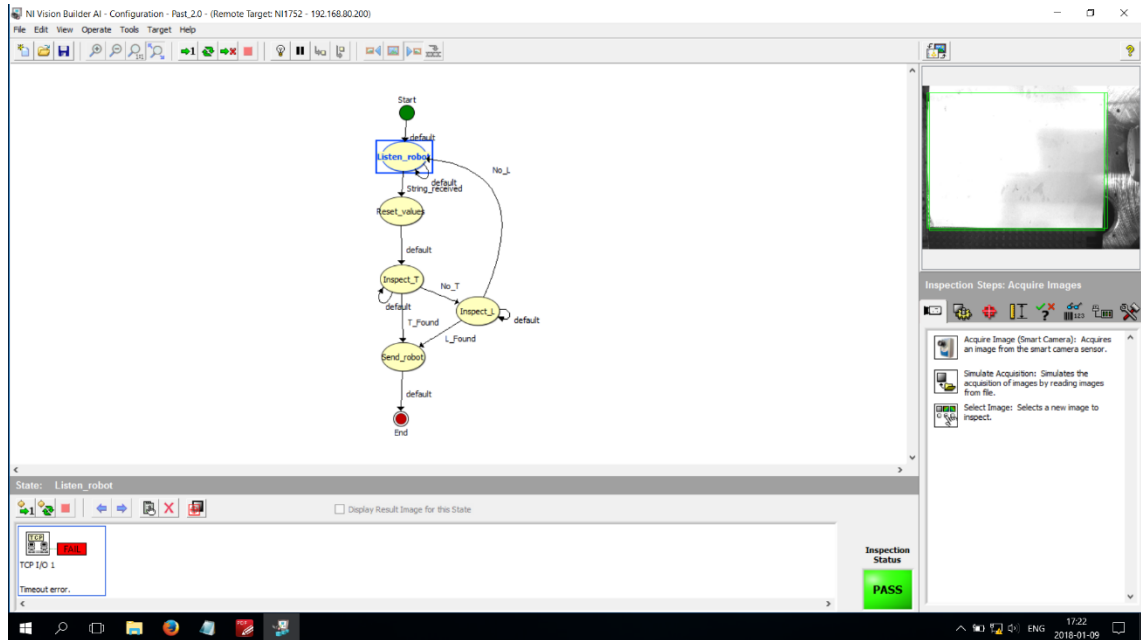 NI Vision Builder AI - Configuration - Past_2.0 - (Remote Target: NI1752 - 192.168.80.200)
File Edit View Operate Tools Target Help
Start
default
Listen_robot
No_L
default
String_received
Reset_values
default
Inspect_T
No_T
default
Inspect_L
default
T_Found
L_Found
Send_robot
default
End
Inspection Steps: Acquire Images
Acquire Image (Smart Camera): Acquires
an image from the smart camera sensor.
Simulate Acquisition: Simulates the
acquisition of images by reading images
from file.
Select Image: Selects a new image to
inspect.
State: Listen_robot
Display Result Image for this State
TCP
FAIL
TCP I/O 1
Timeout error.
Inspection
Status
PASS
ENG
17:22
2018-01-09